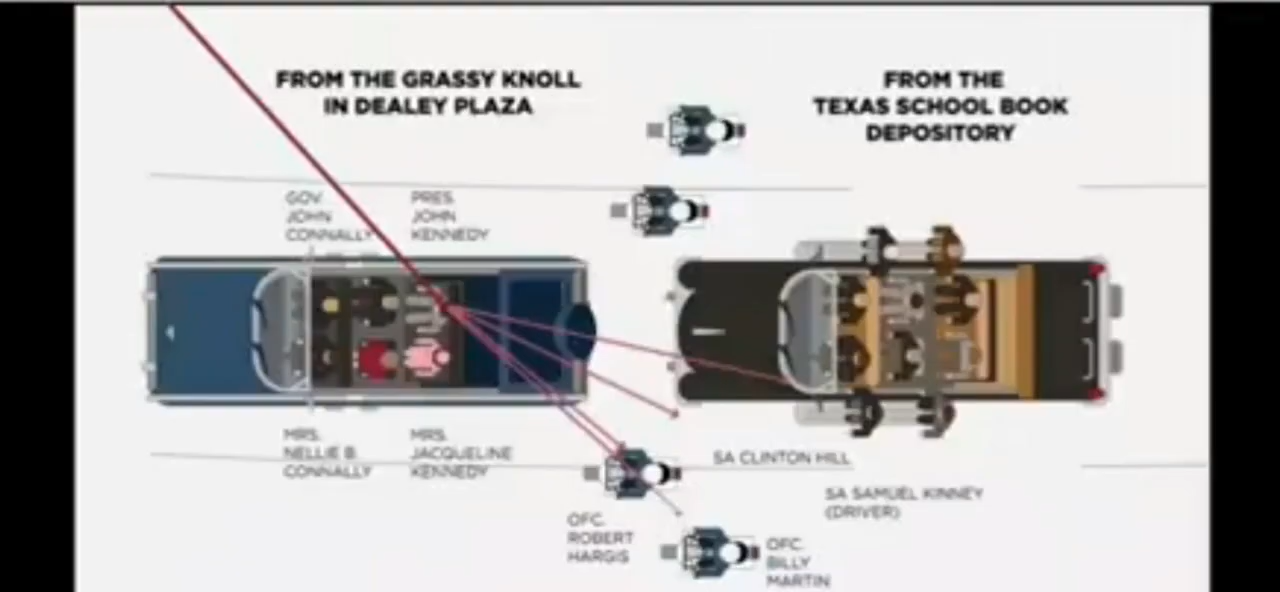 FROM THE GRASSY KNOLL
IN DEALEY PLAZA
FROM THE
TEXAS SCHOOL BOOK
DEPOSITORY
GOV.
JOHN
CONNALLY
PRES.
JOHN
KENNEDY
MRS.
NELLIE B.
CONNALLY
MRS.
JACQUELINE
KENNEDY
SA CLINTON HILL
SA SAMUEL KINNEY
(DRIVER)
OFC.
ROBERT
HARGIS
OFC.
BILLY
MARTIN